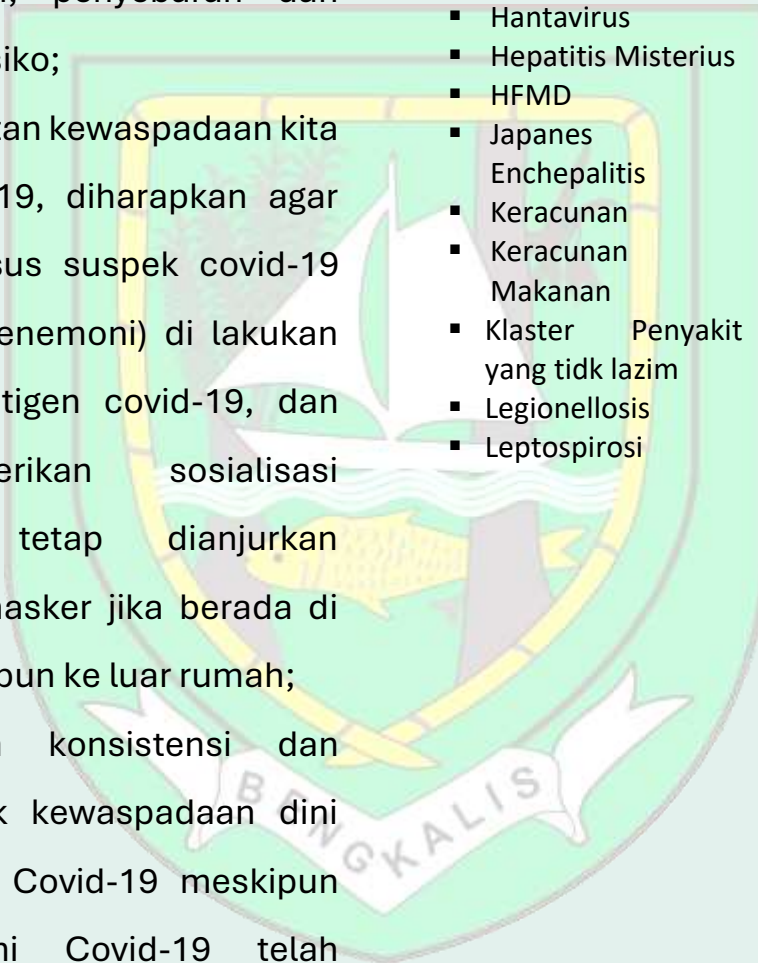 penyebaran dan
siko;
tan kewaspadaan kita
19, diharapkan agar
sus suspek covid-19
enemoni) di lakukan
tigen covid-19, dan
erikan sosialisasi
tetap dianjurkan
masker jika berada di
pun ke luar rumah;
konsistensi dan
k kewaspadaan dini
Covid-19 meskipun
mi Covid-19 telah
▪ Hantavirus
▪ Hepatitis Misterius
▪ HFMD
▪ Japanes
Enchepalitis
▪ Keracunan
▪ Keracunan
Makanan
▪ Klaster Penyakit
yang tidk lazim
▪ Legionellosis
▪ Leptospirosi
BENGKALIS